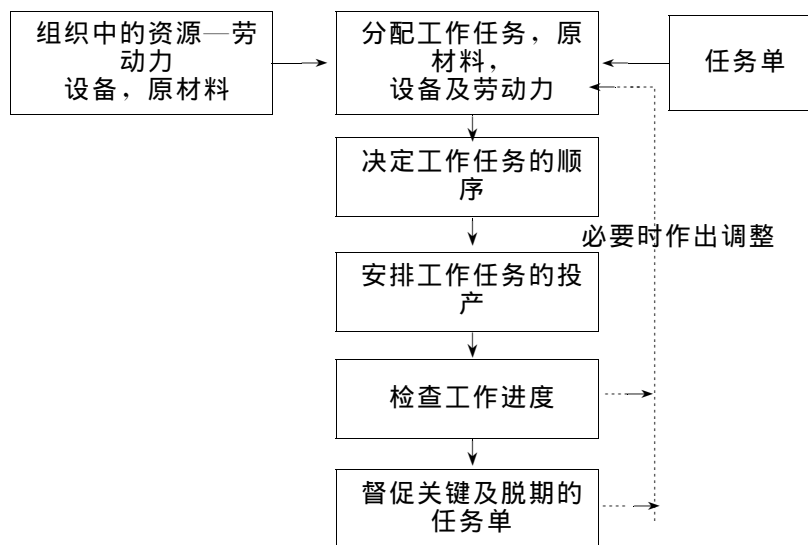 组织中的资源—劳
动力
设备，原材料
分配工作任务，原
材料，
设备及劳动力
任务单
决定工作任务的顺
序
必要时作出调整
安排工作任务的投
产
检查工作进度
督促关键及脱期的
任务单